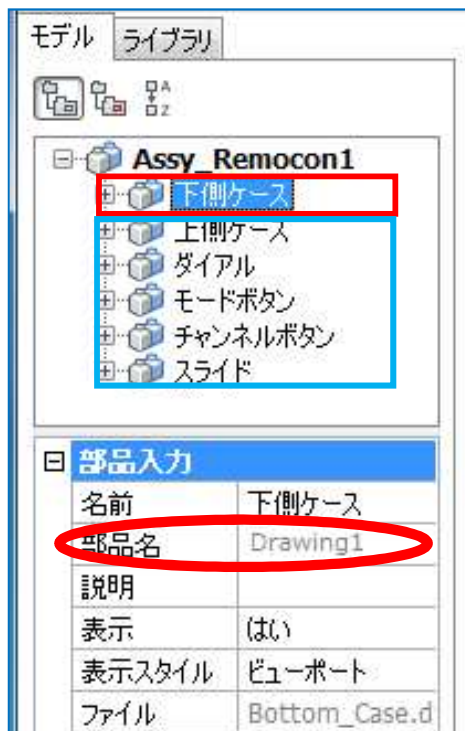 モデル ライブラリ
A
Z
Assy_Remocon1
下側ケース
上側ケース
ダイアル
モードボタン
チャンネルボタン
スライド
部品入力
名前 下側ケース
部品名 Drawing1
説明
表示 はい
表示スタイル ビューポート
ファイル Bottom_Case.d